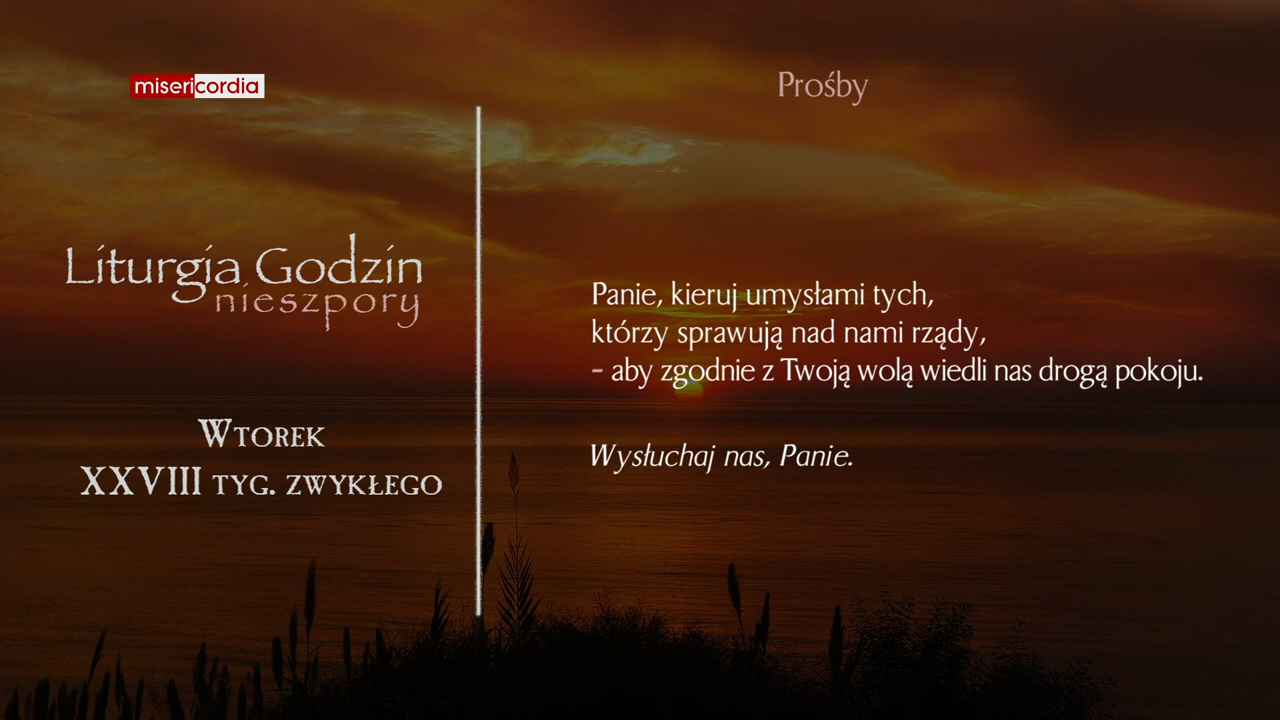 misericordia
Prośby
Liturgia Godzin
nieszpory
Wtorek
XXVIII tyg. zwykłego
Panie, kieruj umysłami tych,
którzy sprawują nad nami rządy,
- aby zgodnie z Twoją wolą wiedli nas drogą pokoju.
Wysłuchaj nas, Panie.